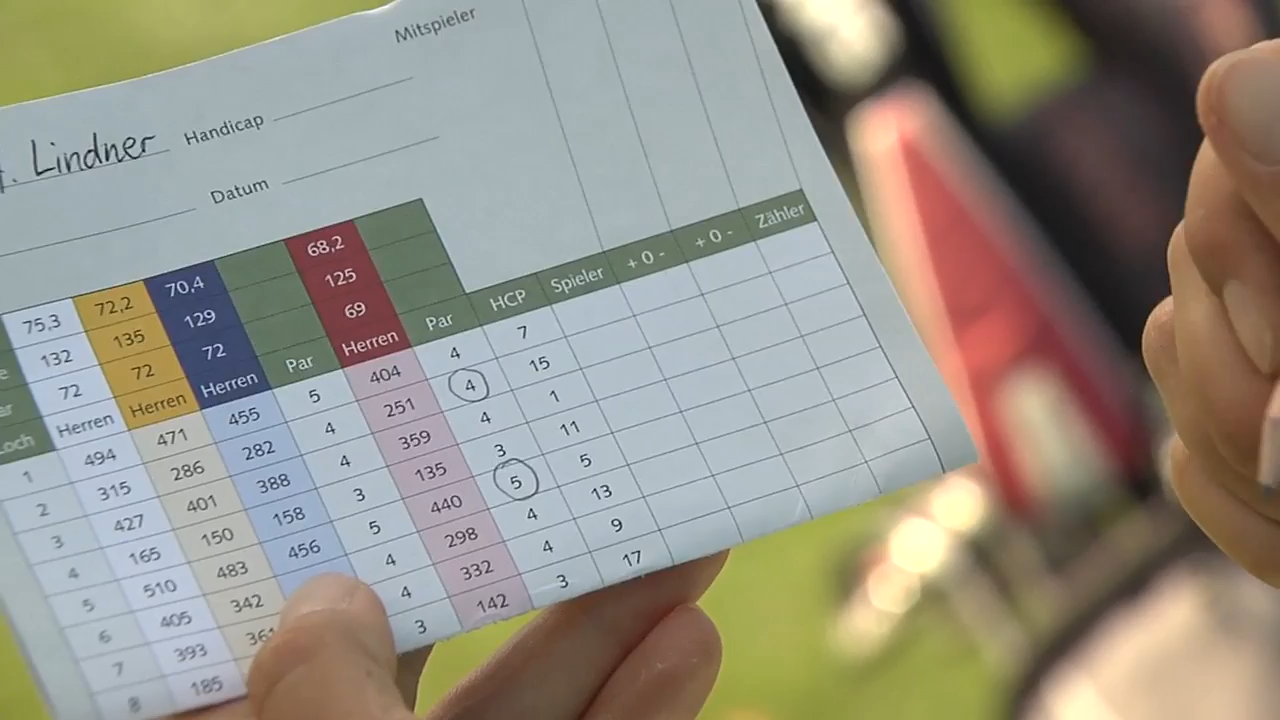 Mitspieler
Lindner Handicap
Datum
75,3 72,2 70,4 68,2
132 135 129 125
72 72 72 69
Herren Herren Herren Par Herren Par HCP Spieler + 0 - + 0 - Zähler
1 494 471 455 5 404 4 7
2 315 286 282 4 251 4 15
3 427 401 388 4 359 4 1
4 165 150 158 3 135 3 11
5 510 483 456 5 440 5 5
6 405 342 4 298 4 13
7 393 361 4 332 4 9
8 185 3 142 3 17